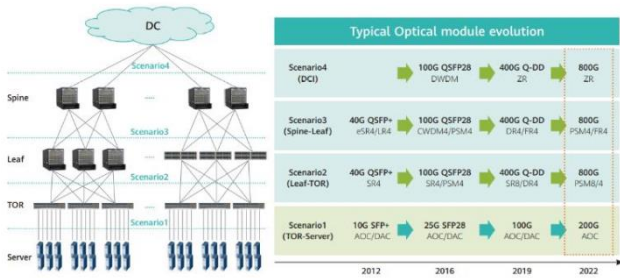 DC
Scenario4
Spine
Scenario3
Leaf
Scenario2
TOR
Scenario1
Server
Typical Optical module evolution
Scenario4
(DCI)
100G QSFP28
DWDM
400G Q-DD
ZR
800G
ZR
Scenario3
(Spine-Leaf)
40G QSFP+
eSR4/LR4
100G QSFP28
CWDM4/PSM4
400G Q-DD
DR4/FR4
800G
PSM4/FR4
Scenario2
(Leaf-TOR)
40G QSFP+
SR4
100G QSFP28
SR4/PSM4
400G Q-DD
SR8/DR4
800G
PSM8/4
Scenario1
(TOR-Server)
10G SFP+
AOC/DAC
25G SFP28
AOC/DAC
100G
AOC/DAC
200G
AOC
2012
2016
2019
2022